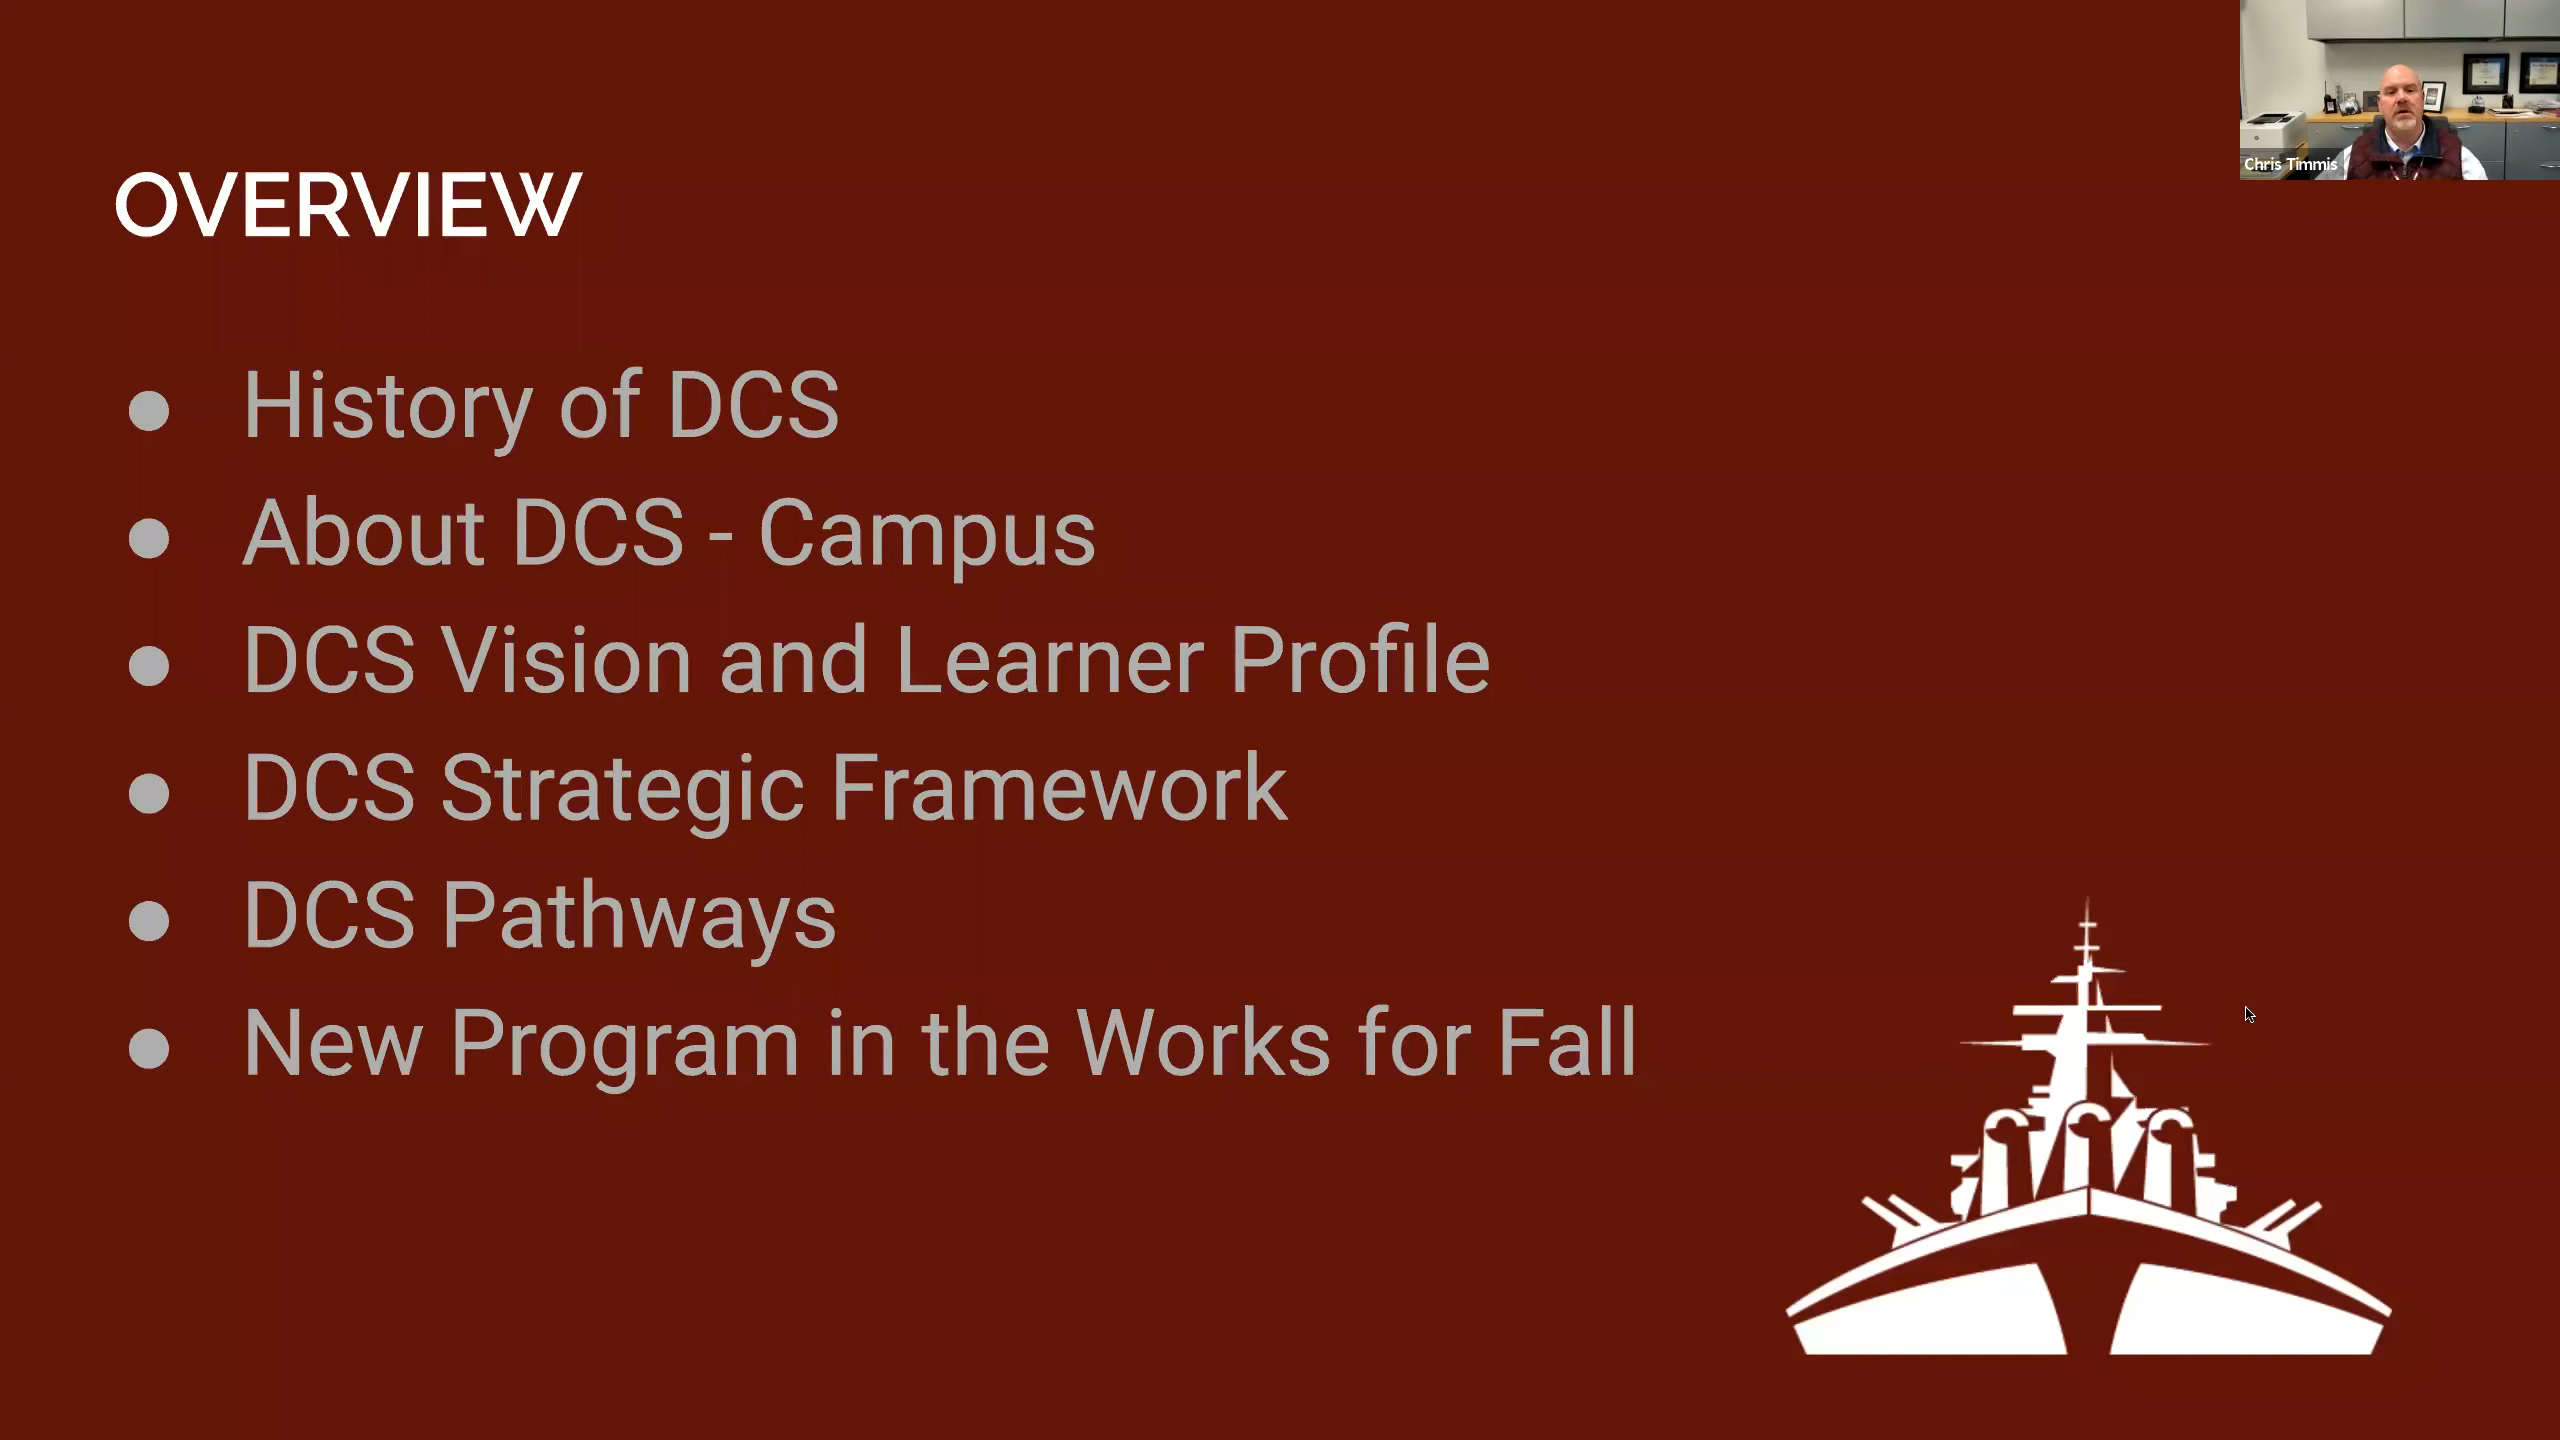 Chris Timmis
OVERVIEW
● History of DCS
● About DCS - Campus
● DCS Vision and Learner Profile
● DCS Strategic Framework
● DCS Pathways
● New Program in the Works for Fall